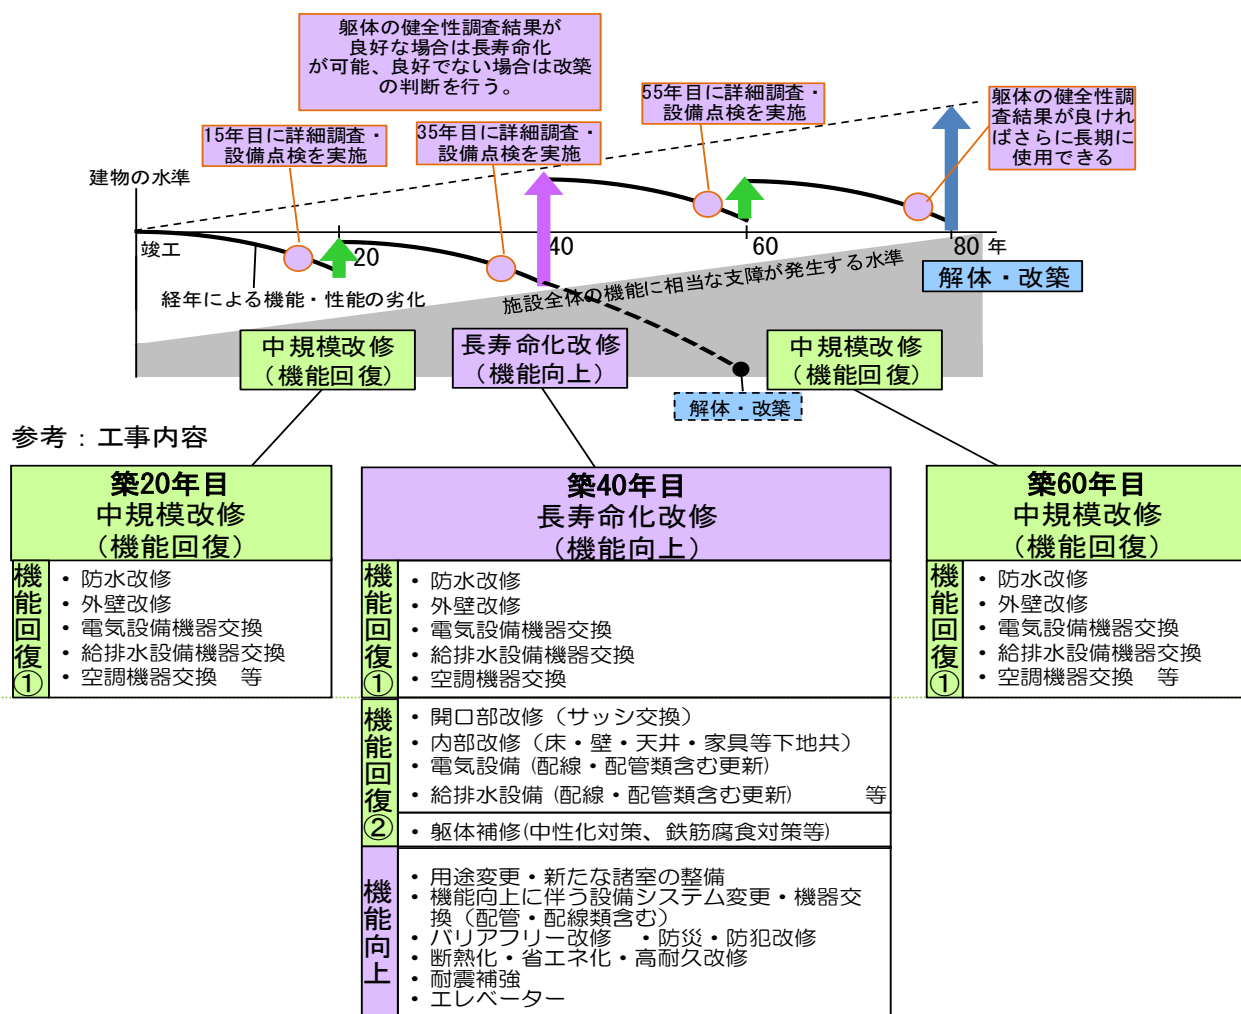 躯体の健全性調査結果が
良好な場合は長寿命化
が可能、良好でない場合は改築
の判断を行う。
15年目に詳細調査・
設備点検を実施
35年目に詳細調査・
設備点検を実施
55年目に詳細調査・
設備点検を実施
躯体の健全性調
査結果が良けれ
ばさらに長期に
使用できる
建物の水準
竣工
20
40
60
80 年
経年による機能・性能の劣化
施設全体の機能に相当な支障が発生する水準
解体・改築
中規模改修
(機能回復)
長寿命化改修
(機能向上)
中規模改修
(機能回復)
解体・改築
参考：工事内容
築20年目
中規模改修
(機能回復)
機能回復①
・ 防水改修
・ 外壁改修
・ 電気設備機器交換
・ 給排水設備機器交換
・ 空調機器交換 等
築40年目
長寿命化改修
(機能向上)
機能回復①
・ 防水改修
・ 外壁改修
・ 電気設備機器交換
・ 給排水設備機器交換
・ 空調機器交換
機能回復②
・ 開口部改修（サッシ交換）
・ 内部改修（床・壁・天井・家具等下地共）
・ 電気設備(配線・配管類含む更新)
・ 給排水設備(配線・配管類含む更新) 等
・ 躯体補修(中性化対策、鉄筋腐食対策等)
機能向上
・ 用途変更・新たな諸室の整備
・ 機能向上に伴う設備システム変更・機器交
換（配管・配線類含む）
・ バリアフリー改修 ・防災・防犯改修
・ 断熱化・省エネ化・高耐久改修
・ 耐震補強
・ エレベーター
築60年目
中規模改修
(機能回復)
機能回復①
・ 防水改修
・ 外壁改修
・ 電気設備機器交換
・ 給排水設備機器交換
・ 空調機器交換 等